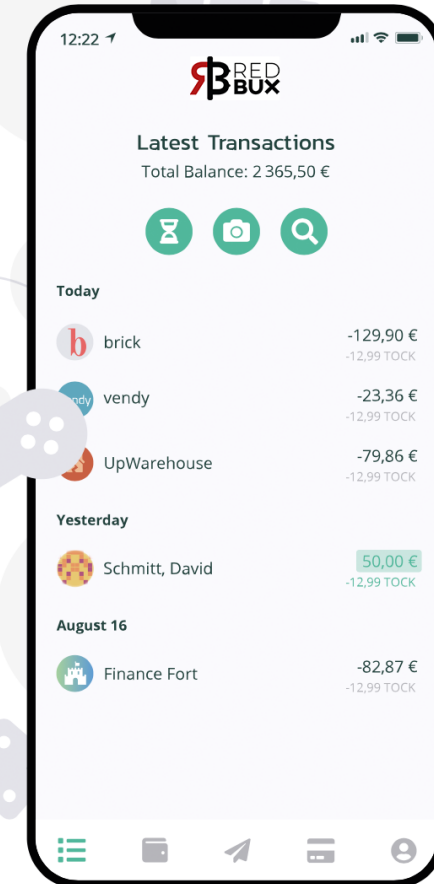 12:22
RED
BUX
Latest Transactions
Total Balance: 2 365,50 €
Today
b
brick
-129,90 €
-12,99 TOCK
vendy
-23,36 €
-12,99 TOCK
UpWarehouse
-79,86 €
-12,99 TOCK
Yesterday
Schmitt, David
50,00 €
-12,99 TOCK
August 16
Finance Fort
-82,87 €
-12,99 TOCK